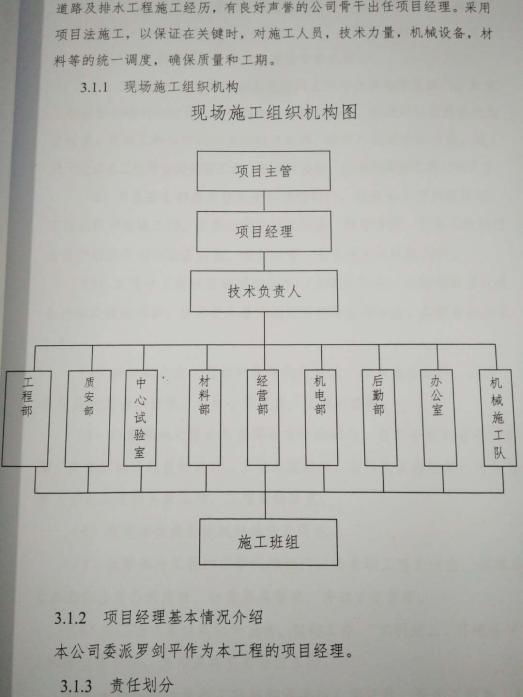 道路及排水工程施工经历，有良好声誉的公司骨干出任项目经理。采用
项目法施工，以保证在关键时，对施工人员，技术力量，机械设备，材
料等的统一调度，确保质量和工期。
3.1.1 现场施工组织机构
现场施工组织机构图
项目主管
项目经理
技术负责人
工程部
质安部
中心试验室
材料部
经营部
机电部
后勤部
办公室
机械施工队
施工班组
3.1.2 项目经理基本情况介绍
本公司委派罗剑平作为本工程的项目经理。
3.1.3 责任划分